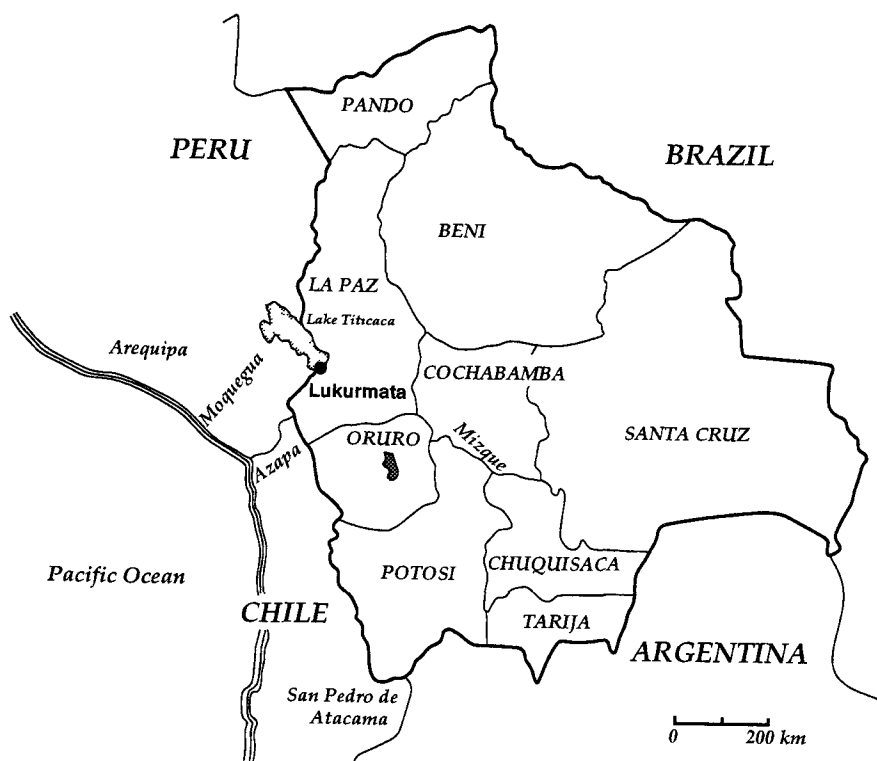 PANDO
PERU
BRAZIL
BENI
LA PAZ
Lake Titicaca
Arequipa
Moquegua
COCHABAMBA
Lukurmata
SANTA CRUZ
ORURO
Mizque
Azapa
Pacific Ocean
POTOSI
CHUQUISACA
CHILE
TARIJA
ARGENTINA
San Pedro de
Atacama
0 200 km